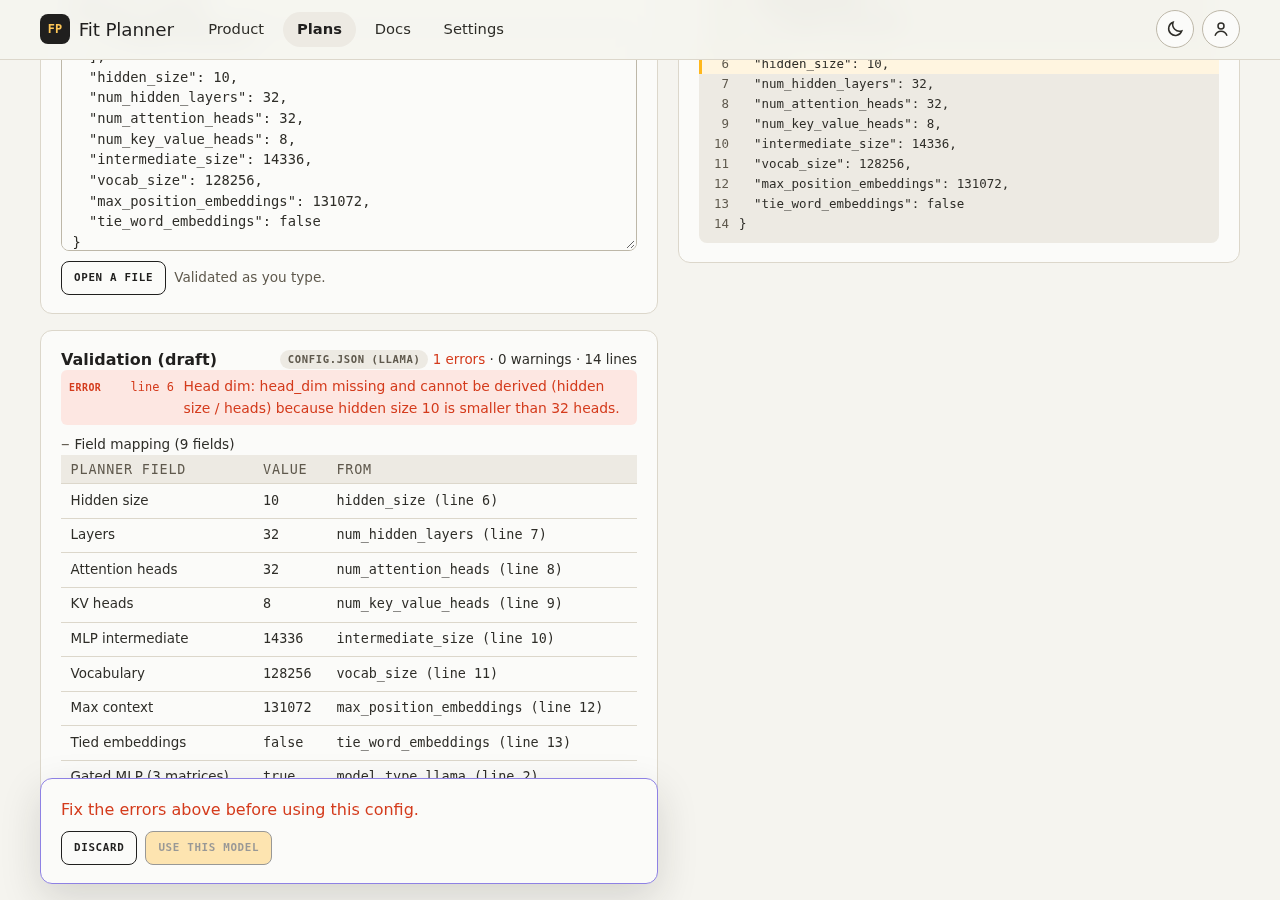 FP Fit Planner Product Plans Docs Settings
],
"hidden_size": 10,
"num_hidden_layers": 32,
"num_attention_heads": 32,
"num_key_value_heads": 8,
"intermediate_size": 14336,
"vocab_size": 128256,
"max_position_embeddings": 131072,
"tie_word_embeddings": false
}
OPEN A FILE Validated as you type.
6 "hidden_size": 10,
7 "num_hidden_layers": 32,
8 "num_attention_heads": 32,
9 "num_key_value_heads": 8,
10 "intermediate_size": 14336,
11 "vocab_size": 128256,
12 "max_position_embeddings": 131072,
13 "tie_word_embeddings": false
14 }
Validation (draft) CONFIG.JSON (LLAMA) 1 errors · 0 warnings · 14 lines
ERROR line 6 Head dim: head_dim missing and cannot be derived (hidden
size / heads) because hidden size 10 is smaller than 32 heads.
− Field mapping (9 fields)
PLANNER FIELD VALUE FROM
Hidden size 10 hidden_size (line 6)
Layers 32 num_hidden_layers (line 7)
Attention heads 32 num_attention_heads (line 8)
KV heads 8 num_key_value_heads (line 9)
MLP intermediate 14336 intermediate_size (line 10)
Vocabulary 128256 vocab_size (line 11)
Max context 131072 max_position_embeddings (line 12)
Tied embeddings false tie_word_embeddings (line 13)
Gated MLP (3 matrices) true model_type llama (line 2)
Fix the errors above before using this config.
DISCARD USE THIS MODEL